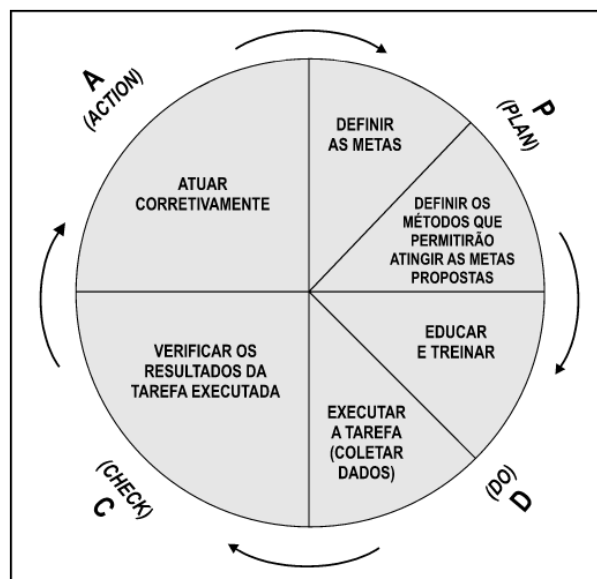 A
(ACTION)
P
(PLAN)
DEFINIR
AS METAS
ATUAR
CORRETIVAMENTE
DEFINIR OS
MÉTODOS QUE
PERMITIRÃO
ATINGIR AS METAS
PROPOSTAS
EDUCAR
E TREINAR
VERIFICAR OS
RESULTADOS DA
TAREFA EXECUTADA
EXECUTAR
A TAREFA
(COLETAR
DADOS)
(CHECK)
C
(DO)
D